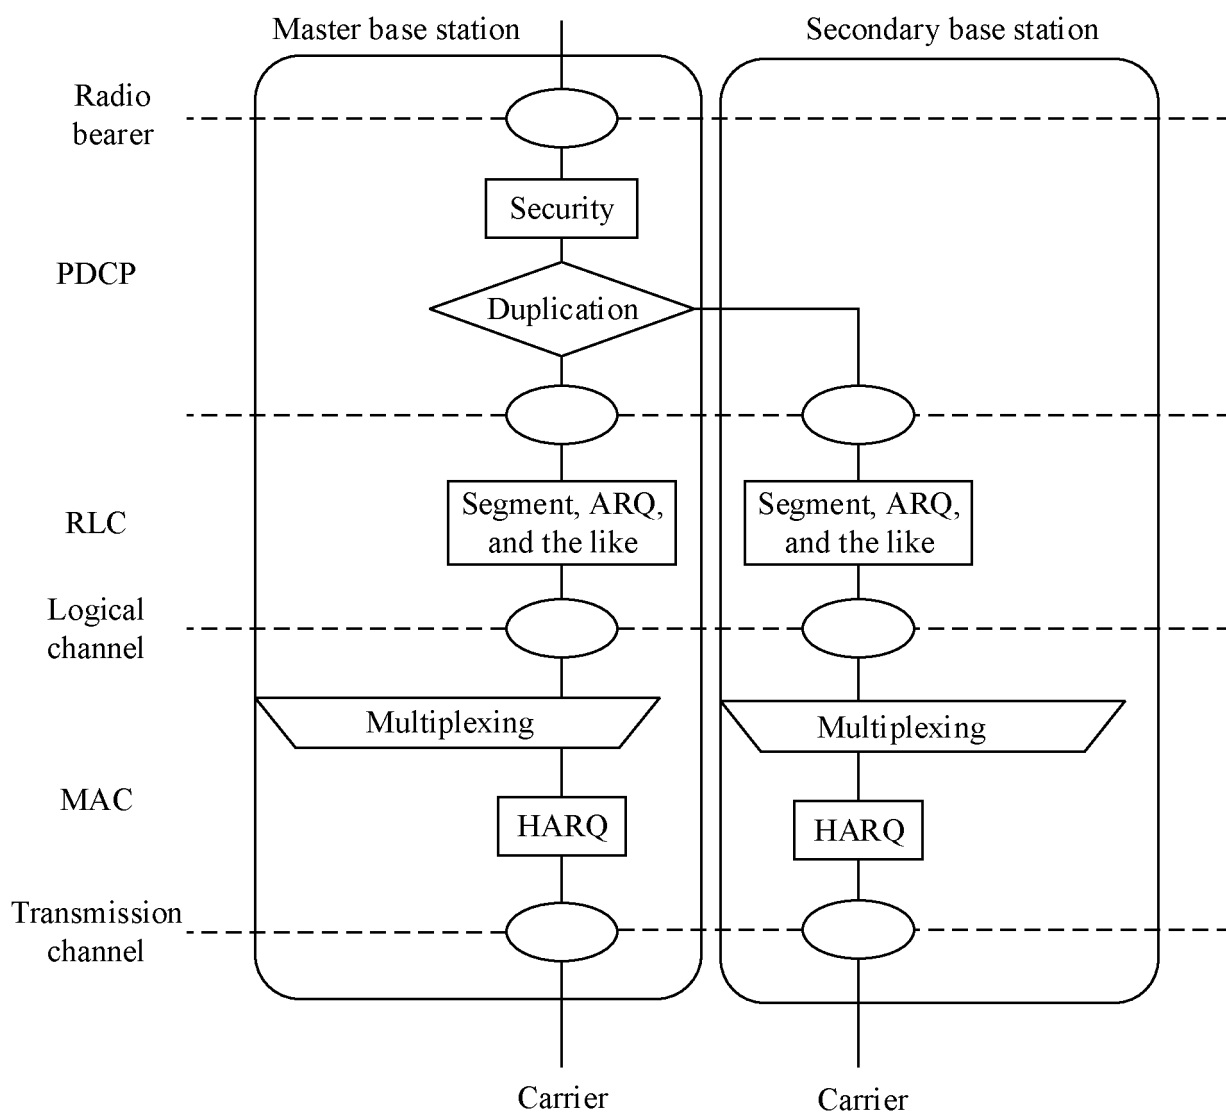 Master base station
Secondary base station
Radio
bearer
Security
PDCP
Duplication
Segment, ARQ,
and the like
Segment, ARQ,
and the like
RLC
Logical
channel
Multiplexing
Multiplexing
MAC
HARQ
HARQ
Transmission
channel
Carrier
Carrier